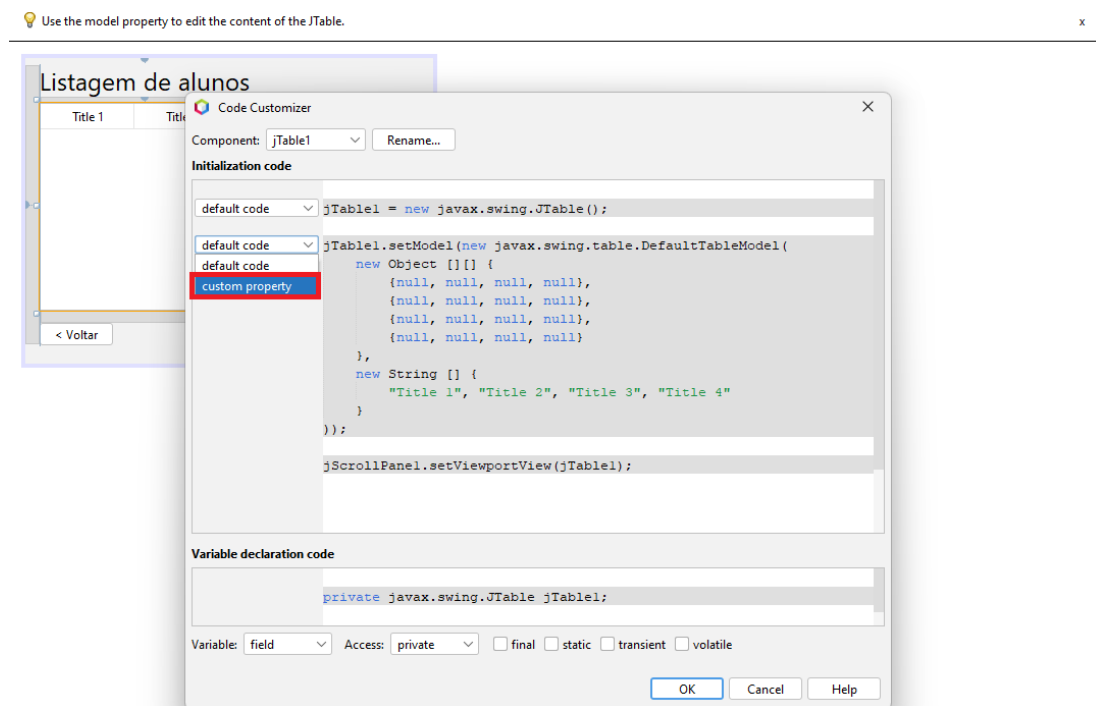 Use the model property to edit the content of the JTable.
x
Listagem de alunos
Title 1
Title
< Voltar
Code Customizer
Component: jTable1 Rename...
Initialization code
default code jTable1 = new javax.swing.JTable();
default code jTable1.setModel(new javax.swing.table.DefaultTableModel(
default code new Object [][] {
custom property {null, null, null, null},
{null, null, null, null},
{null, null, null, null},
{null, null, null, null}
},
new String [] {
"Title 1", "Title 2", "Title 3", "Title 4"
}
));
jScrollPane1.setViewportView(jTable1);
Variable declaration code
private javax.swing.JTable jTable1;
Variable: field Access: private final static transient volatile
OK Cancel Help